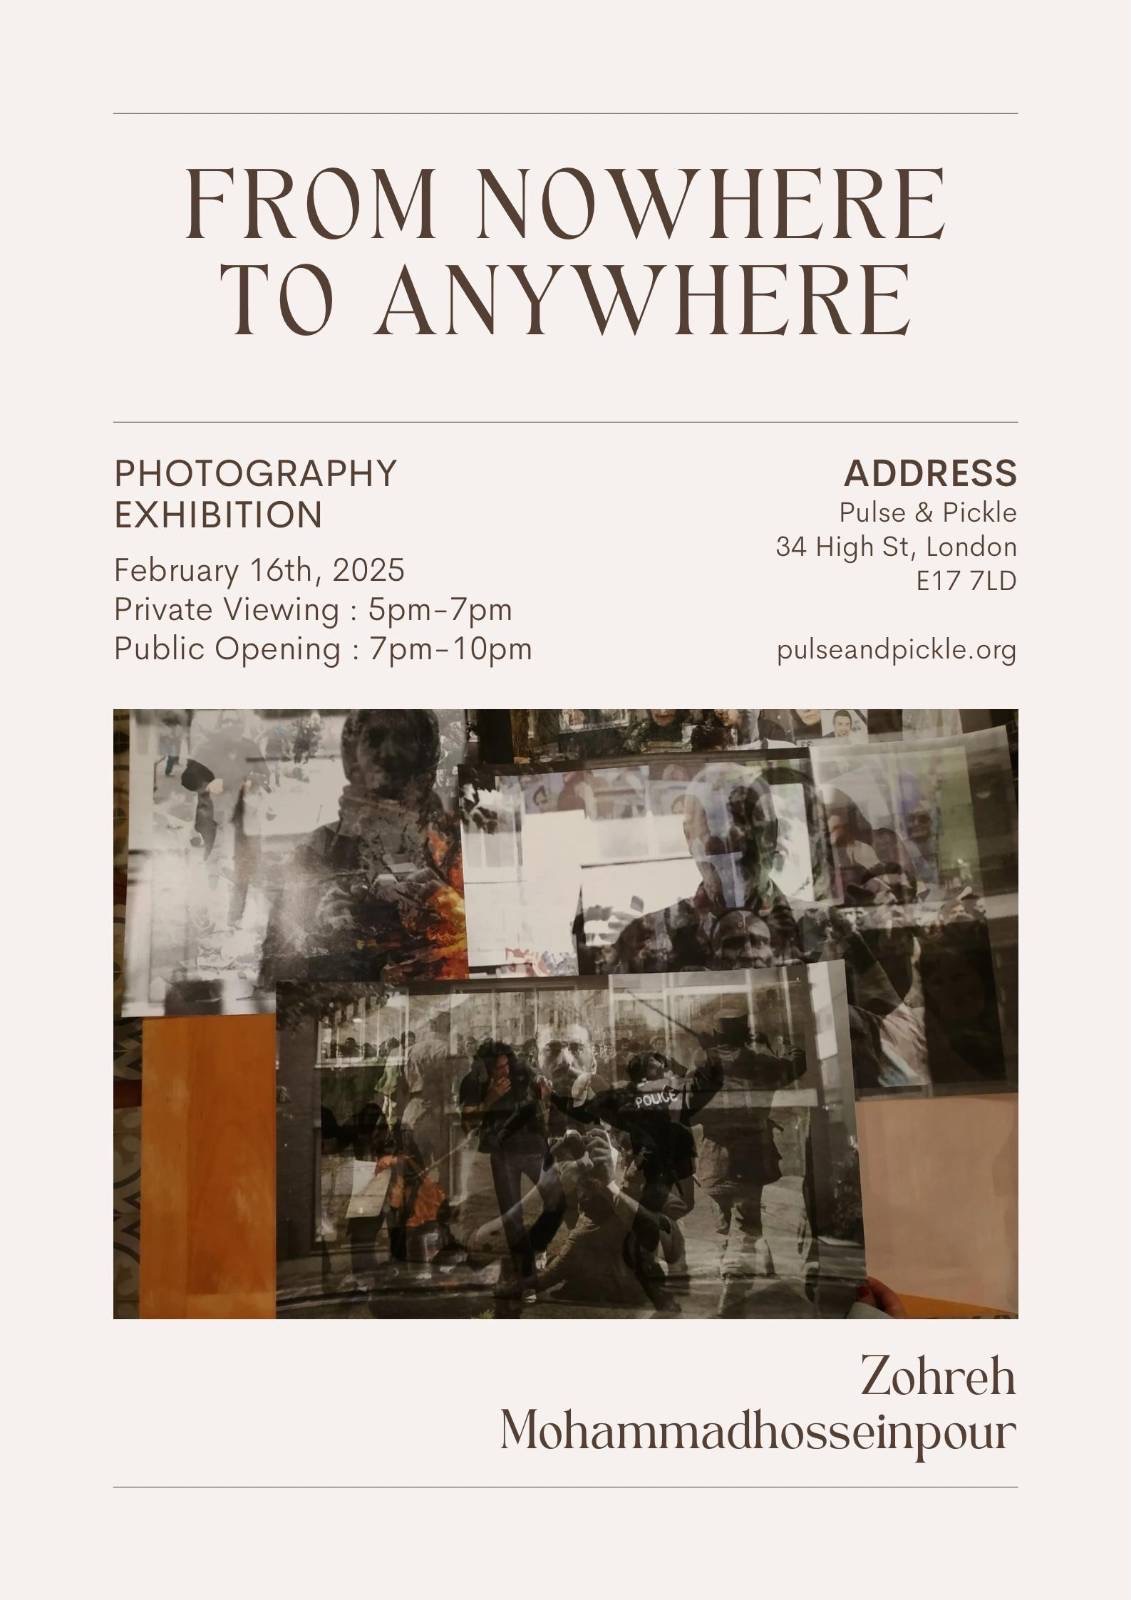 FROM NOWHERE
TO ANYWHERE
PHOTOGRAPHY
EXHIBITION
February 16th, 2025
Private Viewing : 5pm-7pm
Public Opening : 7pm-10pm
ADDRESS
Pulse & Pickle
34 High St, London
E17 7LD
pulseandpickle.org
POLICE
Zohreh
Mohammadhosseinpour